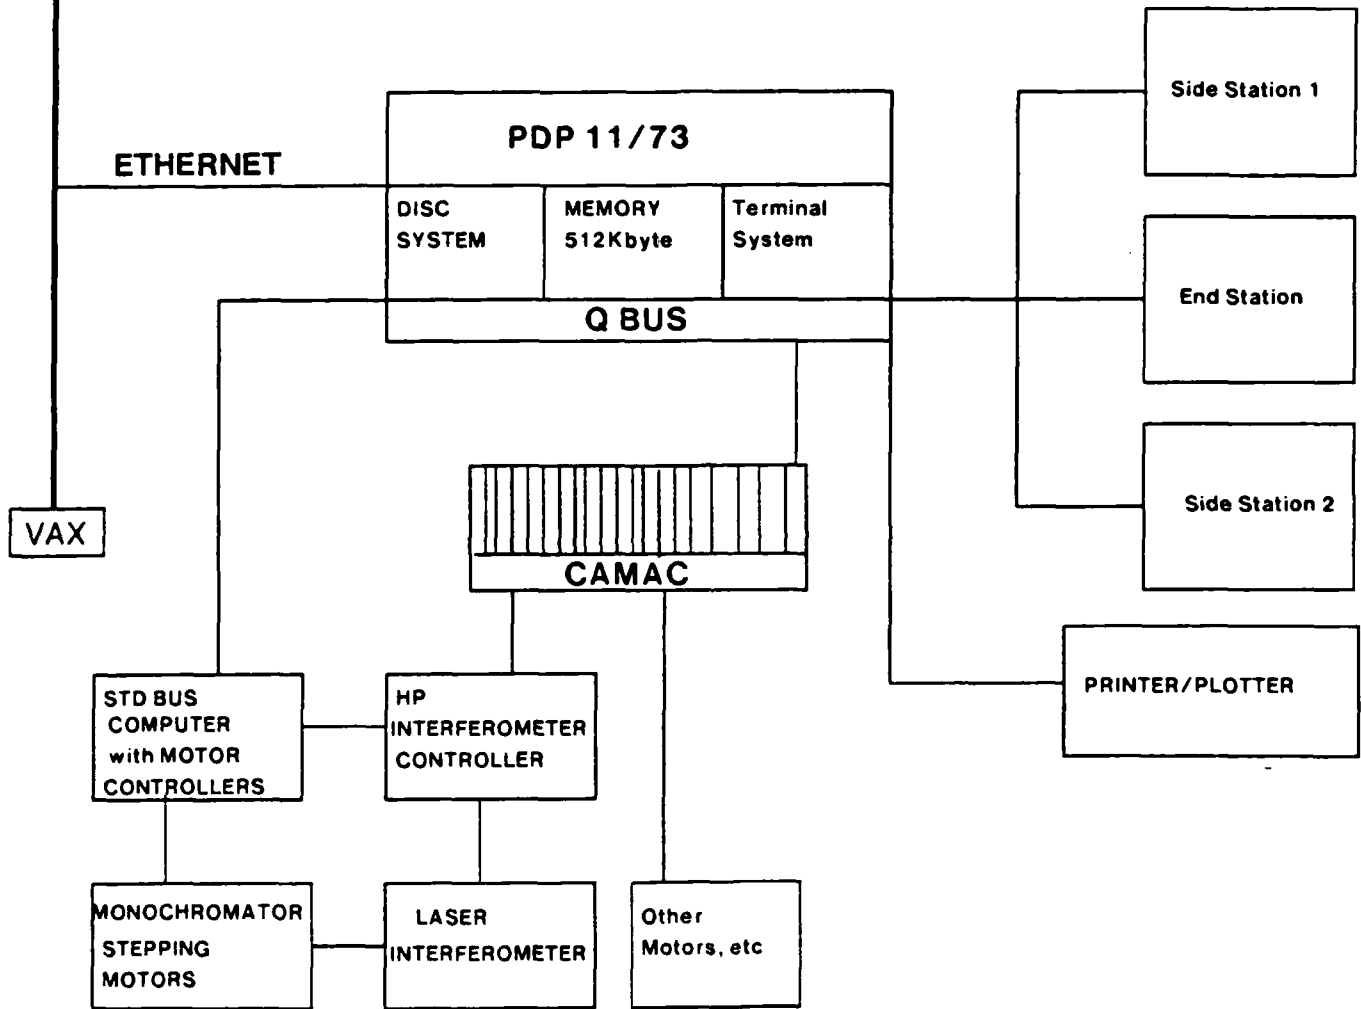 Side Station 1
PDP 11/73
ETHERNET
DISC
SYSTEM
MEMORY
512Kbyte
Terminal
System
End Station
Q BUS
Side Station 2
VAX
CAMAC
PRINTER/PLOTTER
STD BUS
COMPUTER
with MOTOR
CONTROLLERS
HP
INTERFEROMETER
CONTROLLER
MONOCHROMATOR
STEPPING
MOTORS
LASER
INTERFEROMETER
Other
Motors, etc